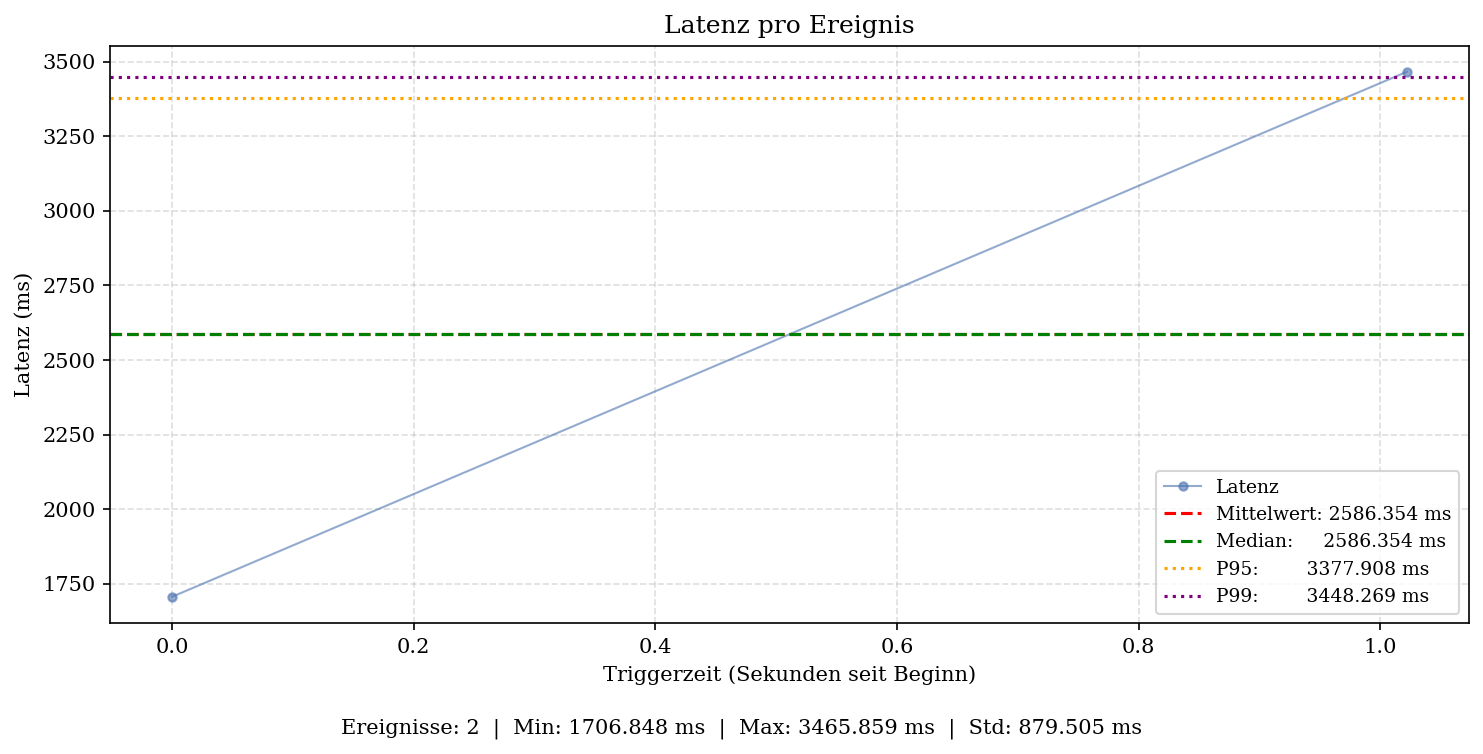 Latenz pro Ereignis
3500
3250
3000
2750
2500
2250
2000
1750
Latenz (ms)
Latenz
Mittelwert: 2586.354 ms
Median: 2586.354 ms
P95: 3377.908 ms
P99: 3448.269 ms
0.0 0.2 0.4 0.6 0.8 1.0
Triggerzeit (Sekunden seit Beginn)
Ereignisse: 2 | Min: 1706.848 ms | Max: 3465.859 ms | Std: 879.505 ms